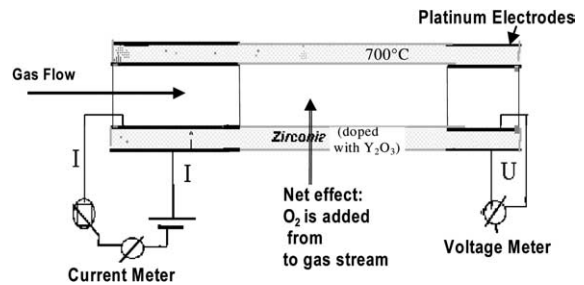 Platinum Electrodes
700°C
Gas Flow
Zirconia (doped
with Y₂O₃)
I
I
U
Net effect:
O₂ is added
from
to gas stream
Voltage Meter
Current Meter